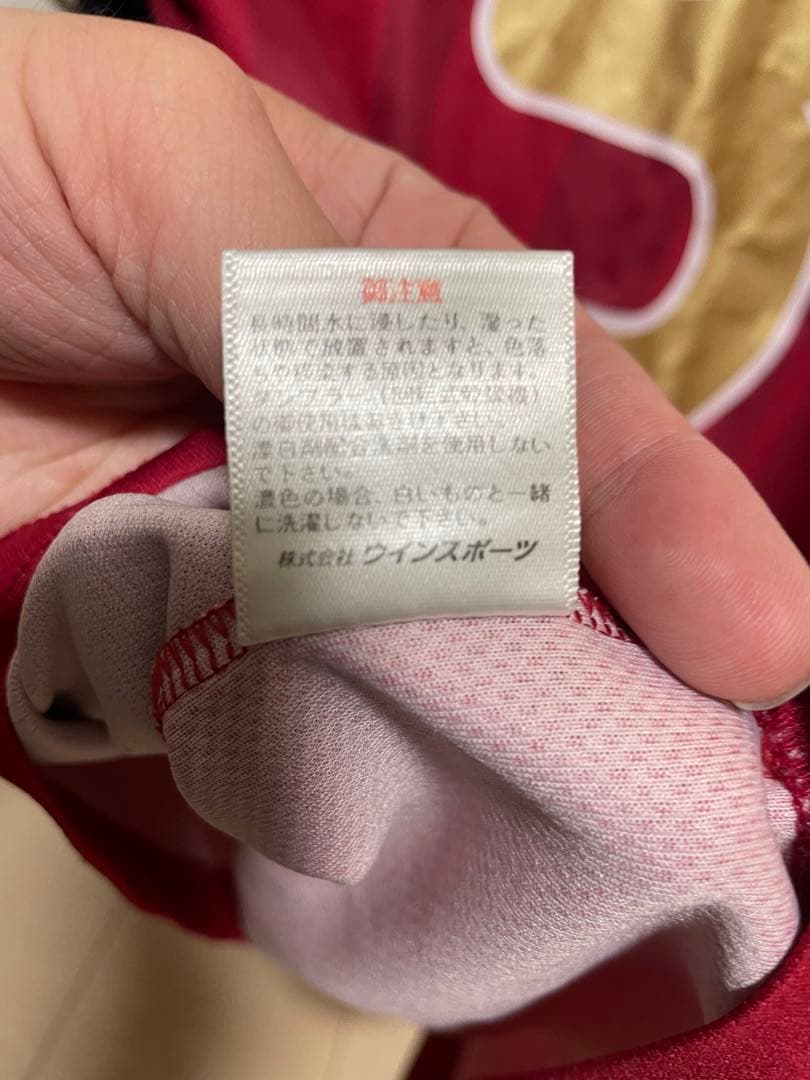 御注意
長時間水に浸したり、湿った
状態で放置されますと、色落
ちや移染する原因となります。
タンブラー(回転式乾燥機)
の御使用はお避け下さい。
漂白剤配合洗剤を使用しない
で下さい。
濃色の場合、白いものと一緒
に洗濯しないで下さい。
株式会社 ウインスポーツ